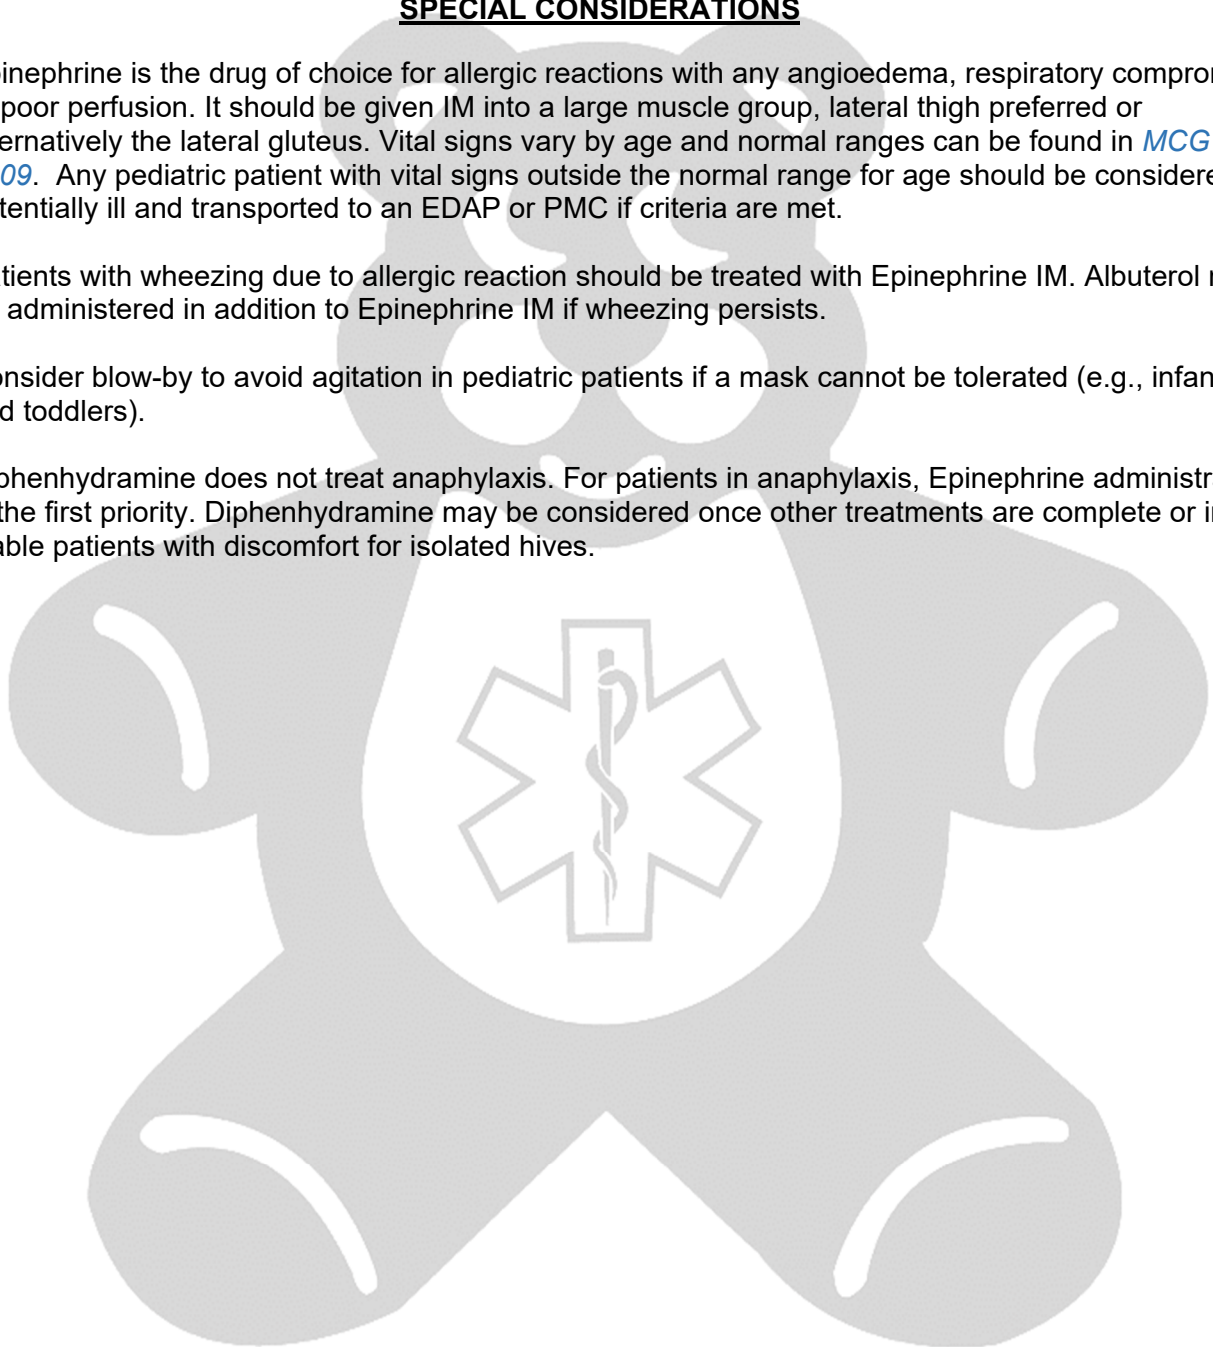 SPECIAL CONSIDERATIONS
inephrine is the drug of choice for allergic reactions with any angioedema, respiratory compro
poor perfusion. It should be given IM into a large muscle group, lateral thigh preferred or
ernatively the lateral gluteus. Vital signs vary by age and normal ranges can be found in MCG
09. Any pediatric patient with vital signs outside the normal range for age should be considere
tentially ill and transported to an EDAP or PMC if criteria are met.
tients with wheezing due to allergic reaction should be treated with Epinephrine IM. Albuterol
administered in addition to Epinephrine IM if wheezing persists.
nsider blow-by to avoid agitation in pediatric patients if a mask cannot be tolerated (e.g., infan
d toddlers).
phenhydramine does not treat anaphylaxis. For patients in anaphylaxis, Epinephrine administr
the first priority. Diphenhydramine may be considered once other treatments are complete or i
able patients with discomfort for isolated hives.